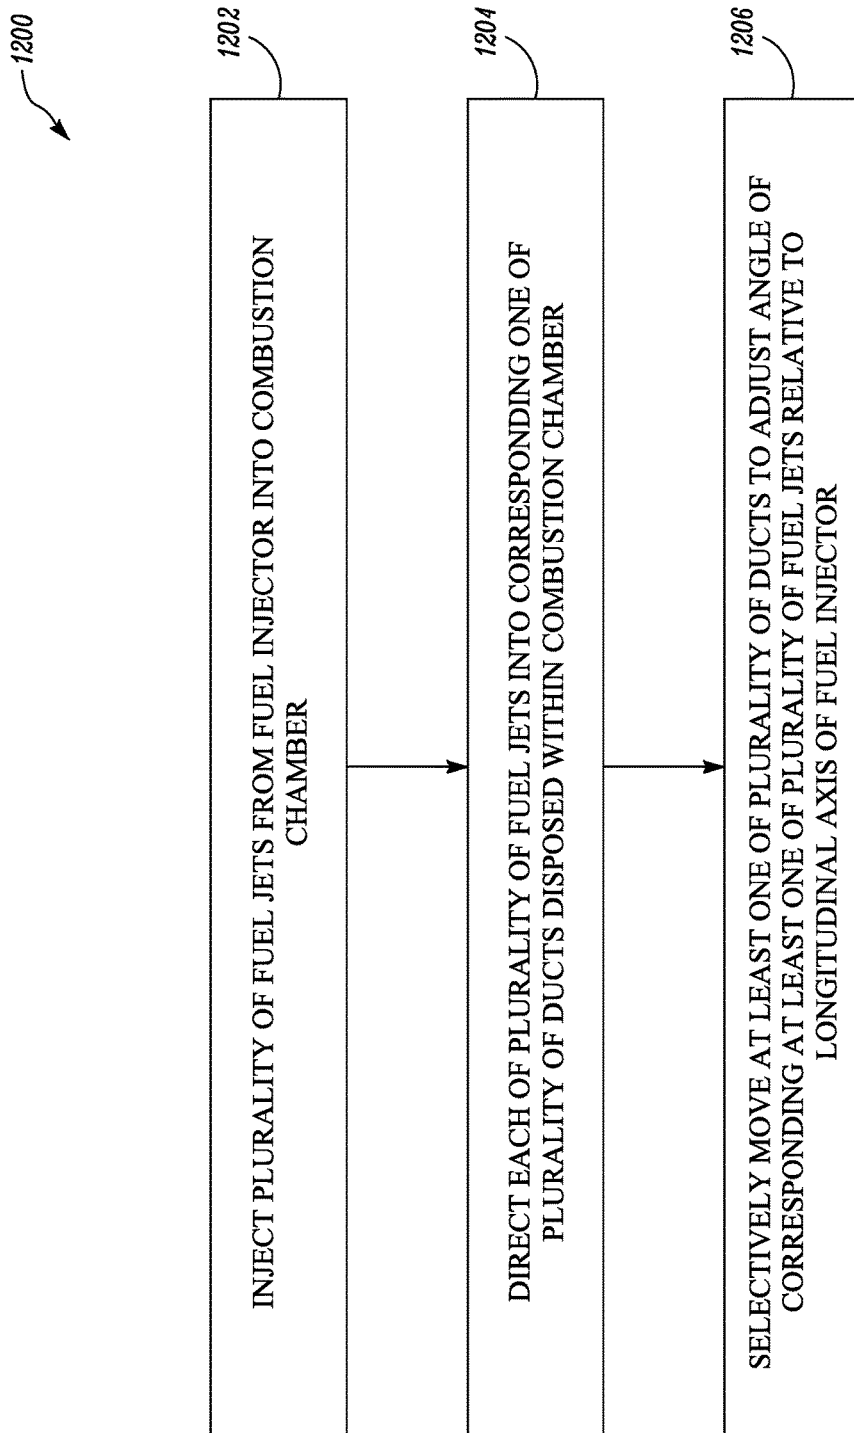 1200
1202
INJECT PLURALITY OF FUEL JETS FROM FUEL INJECTOR INTO COMBUSTION
CHAMBER
1204
DIRECT EACH OF PLURALITY OF FUEL JETS INTO CORRESPONDING ONE OF
PLURALITY OF DUCTS DISPOSED WITHIN COMBUSTION CHAMBER
1206
SELECTIVELY MOVE AT LEAST ONE OF PLURALITY OF DUCTS TO ADJUST ANGLE OF
CORRESPONDING AT LEAST ONE OF PLURALITY OF FUEL JETS RELATIVE TO
LONGITUDINAL AXIS OF FUEL INJECTOR